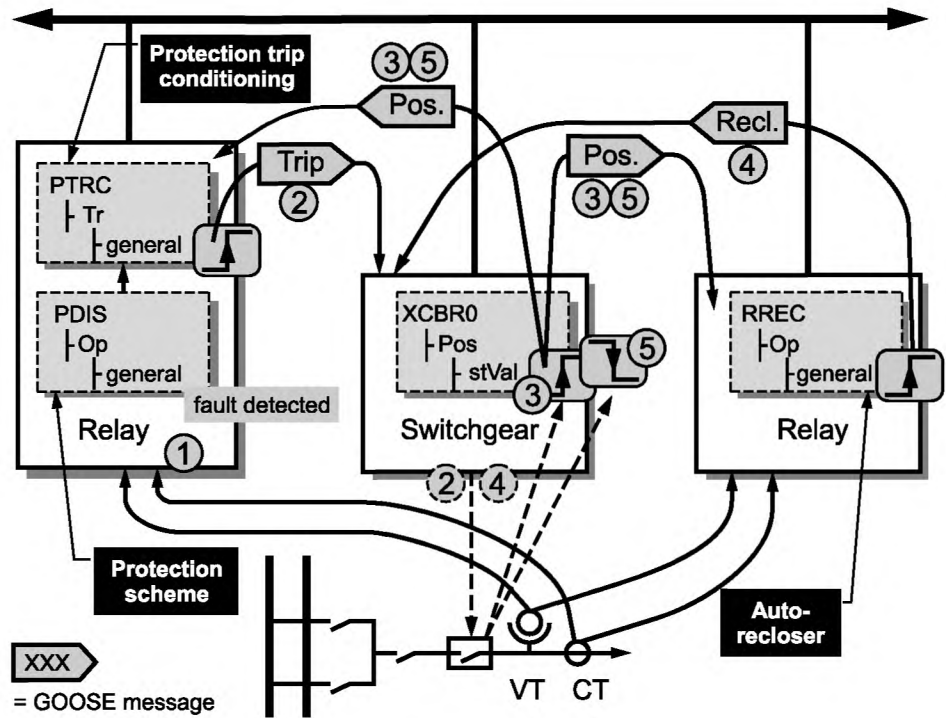 Protection trip
conditioning
3 5
Pos.
Recl.
4
Trip
2
Pos.
3 5
PTRC
Tr
general
PDIS
Op
general
fault detected
Relay
1
XCBR0
Pos
stVal
3
5
Switchgear
2 4
RREC
Op
general
Relay
Protection
scheme
Auto-
recloser
XXX
= GOOSE message
VT CT